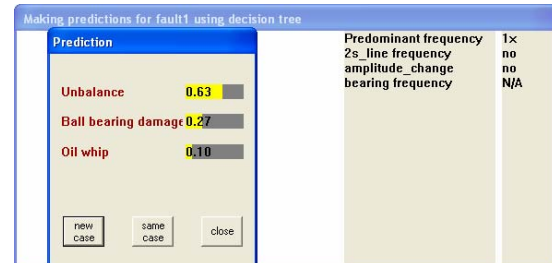 Making predictions for fault1 using decision tree
Prediction
Unbalance 0.63
Ball bearing damage 0.27
Oil whip 0.10
new case
same case
close
Predominant frequency 1×
2s_line frequency no
amplitude_change no
bearing frequency N/A